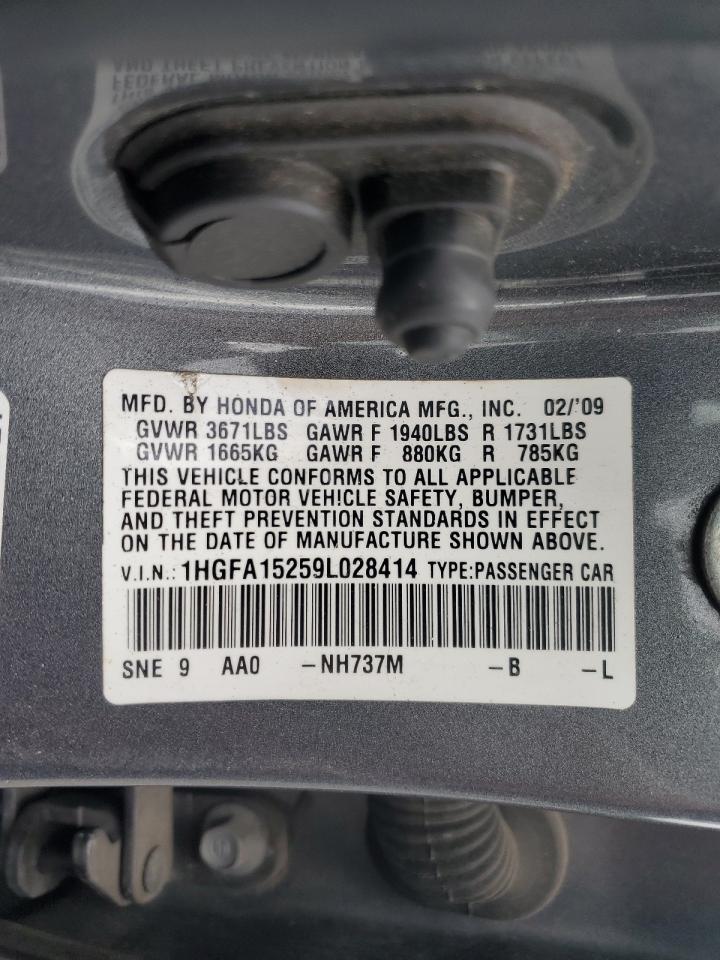 MFD. BY HONDA OF AMERICA MFG., INC. 02/'09
GVWR 3671LBS GAWR F 1940LBS R 1731LBS
GVWR 1665KG GAWR F 880KG R 785KG
THIS VEHICLE CONFORMS TO ALL APPLICABLE
FEDERAL MOTOR VEHICLE SAFETY, BUMPER,
AND THEFT PREVENTION STANDARDS IN EFFECT
ON THE DATE OF MANUFACTURE SHOWN ABOVE.
V.I.N.: 1HGFA15259L028414 TYPE:PASSENGER CAR
SNE 9 AA0 -NH737M -B -L